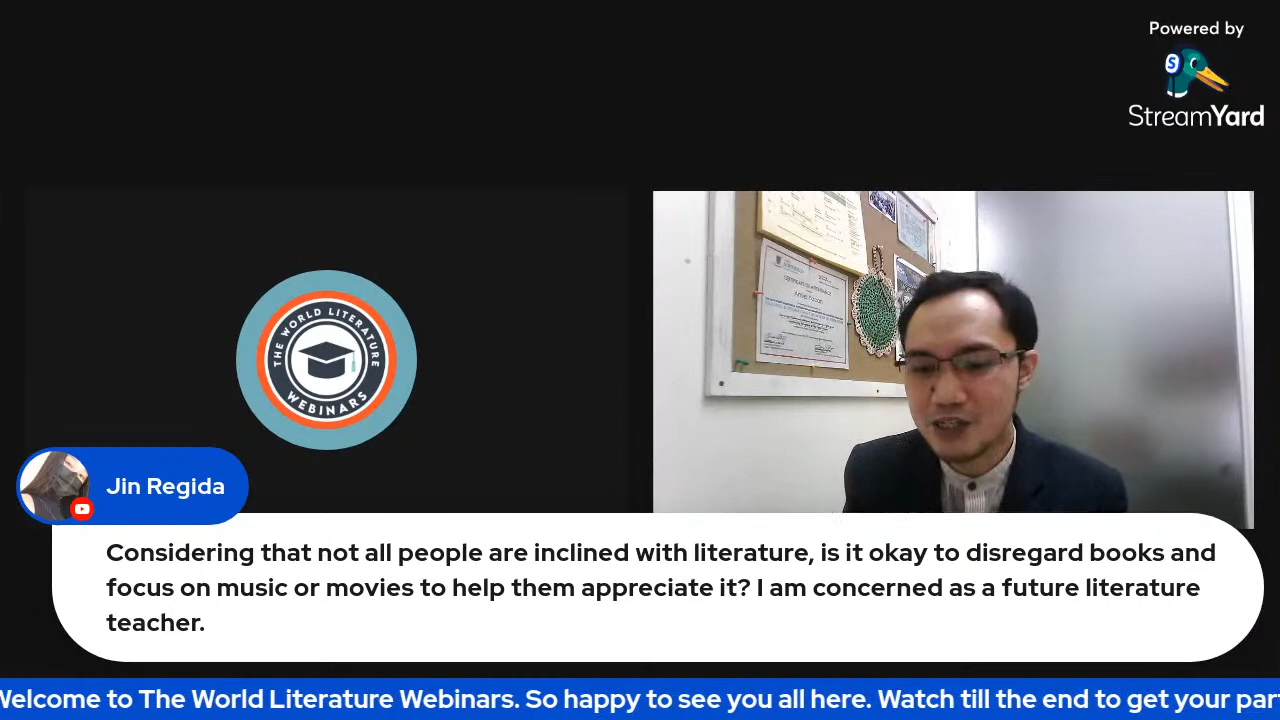 Powered by
StreamYard
THE WORLD LITERATURE
WEBINARS
CERTIFICATE OF ATTENDANCE
Jin Regida
Considering that not all people are inclined with literature, is it okay to disregard books and
focus on music or movies to help them appreciate it? I am concerned as a future literature
teacher.
Welcome to The World Literature Webinars. So happy to see you all here. Watch till the end to get your par